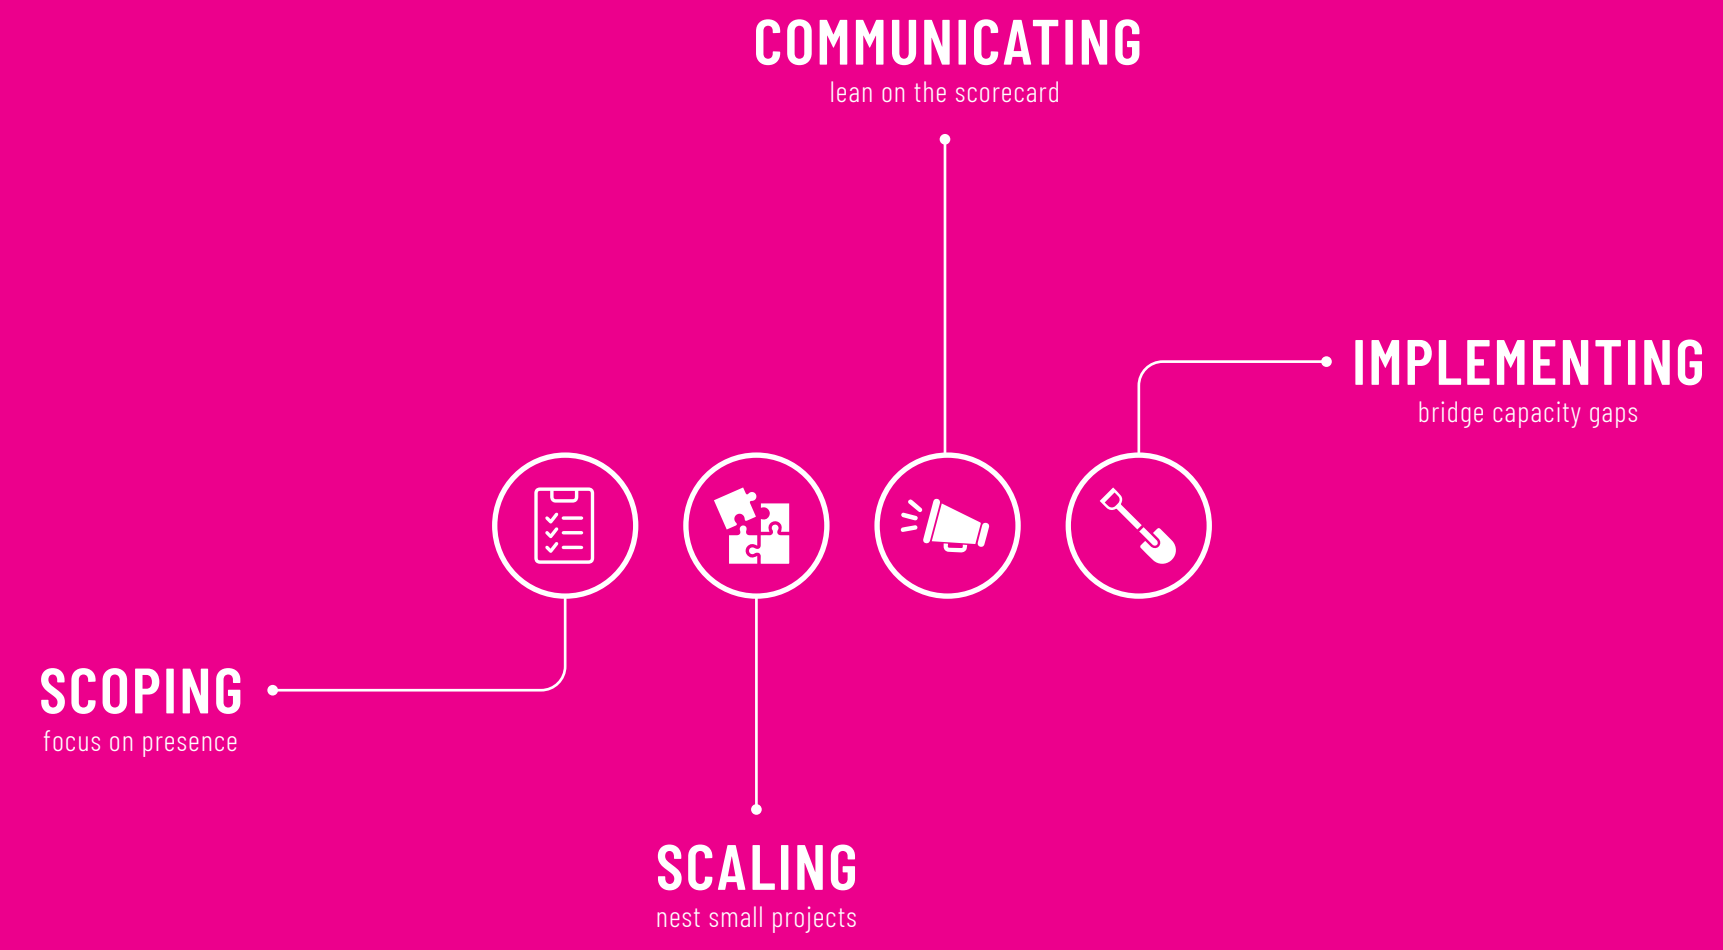 COMMUNICATING
lean on the scorecard
IMPLEMENTING
bridge capacity gaps
SCOPING
focus on presence
SCALING
nest small projects